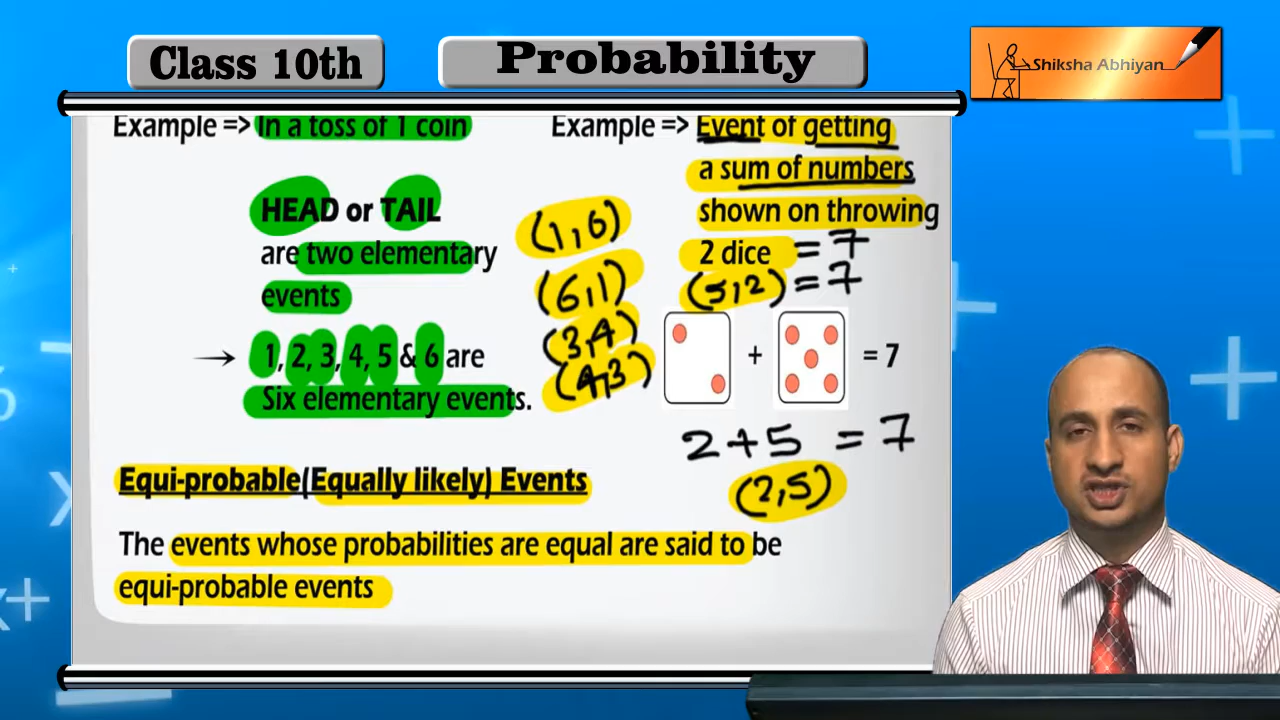 Class 10th
Probability
Shiksha Abhiyan
Example => In a toss of 1 coin
HEAD or TAIL
are two elementary
events
→ 1, 2, 3, 4, 5 & 6 are
Six elementary events.
Example => Event of getting
a sum of numbers
shown on throwing
2 dice = 7
(5,2) = 7
(1,6)
(6,1)
(3,4)
(4,3)
+ = 7
2+5 = 7
(2,5)
Equi-probable(Equally likely) Events
The events whose probabilities are equal are said to be
equi-probable events